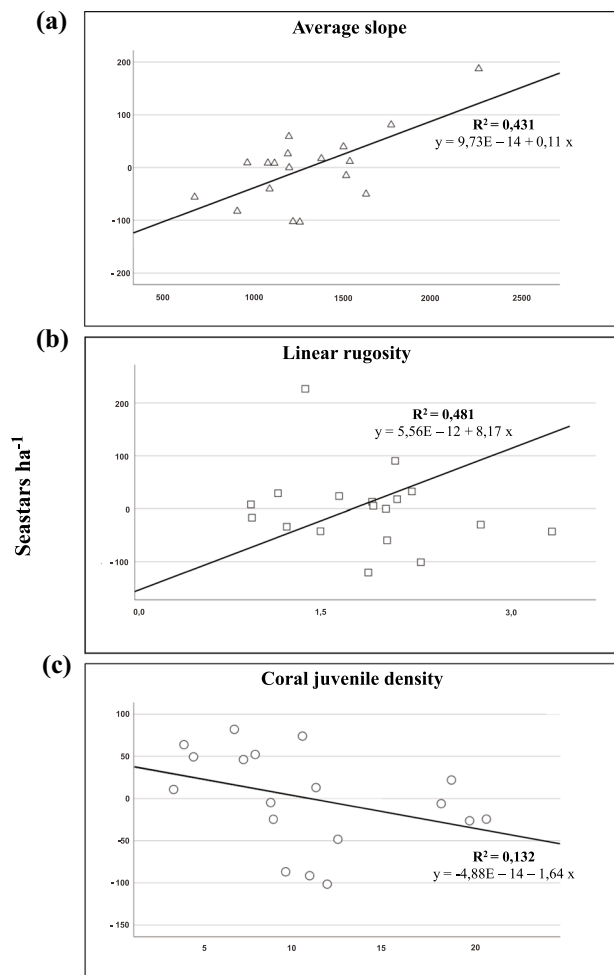 (a)
Average slope
200
100
0
- 100
- 200
R² = 0,431
y = 9,73E – 14 + 0,11 x
500
1000
1500
2000
2500
(b)
Linear rugosity
200
100
0
- 100
R² = 0,481
y = 5,56E – 12 + 8,17 x
0,0
1,5
3,0
Seastars ha⁻¹
(c)
Coral juvenile density
100
50
0
-50
- 100
- 150
R² = 0,132
y = -4,88E – 14 – 1,64 x
5
10
15
20